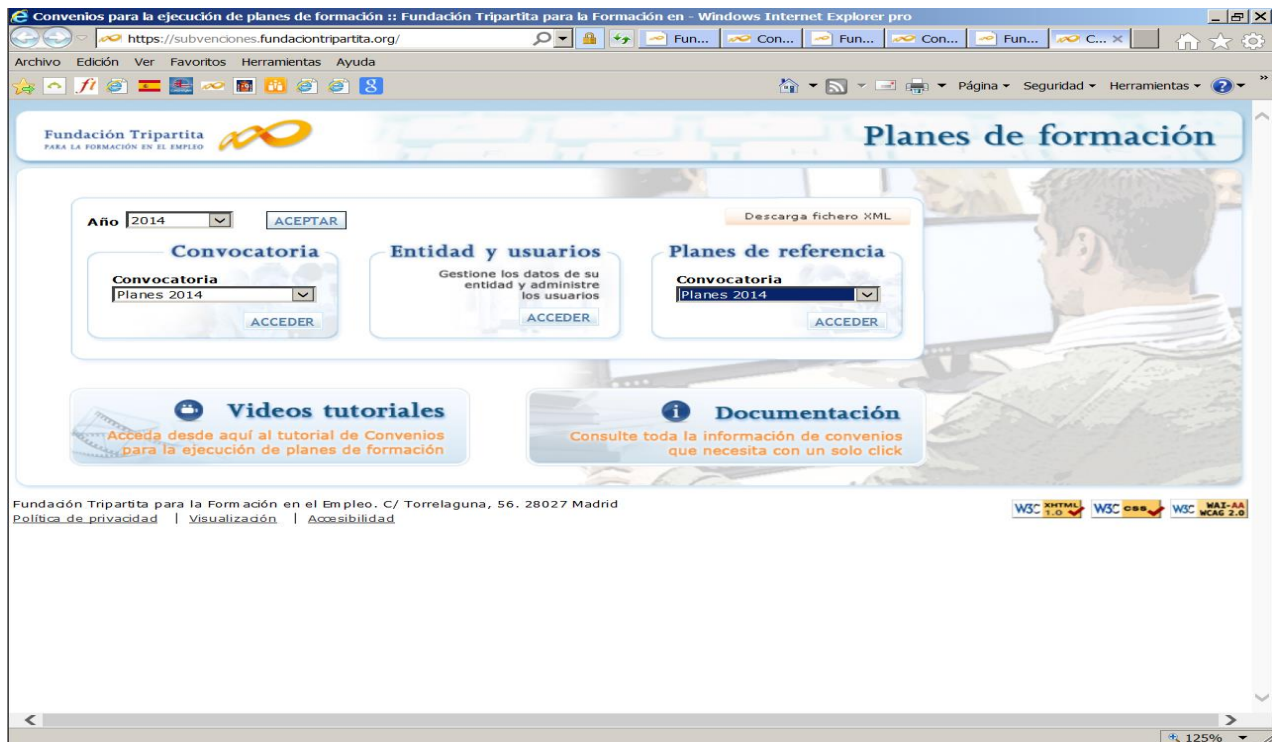 Convenios para la ejecución de planes de formación :: Fundación Tripartita para la Formación en - Windows Internet Explorer pro
https://subvenciones.fundaciontripartita.org/
Fun...
Con...
Fun...
Con...
Fun...
C...
Archivo Edición Ver Favoritos Herramientas Ayuda
Página Seguridad Herramientas
Fundación Tripartita
PARA LA FORMACIÓN EN EL EMPLEO
Planes de formación
Año 2014 ACEPTAR
Descarga fichero XML
Convocatoria
Convocatoria
Planes 2014
ACCEDER
Entidad y usuarios
Gestione los datos de su
entidad y administre
los usuarios
ACCEDER
Planes de referencia
Convocatoria
Planes 2014
ACCEDER
Videos tutoriales
Acceda desde aquí al tutorial de Convenios
para la ejecución de planes de formación
Documentación
Consulte toda la información de convenios
que necesita con un solo click
Fundación Tripartita para la Formación en el Empleo. C/ Torrelaguna, 56. 28027 Madrid
Política de privacidad | Visualización | Accesibilidad
W3C XHTML 1.0
W3C css
W3C WAI-AA WCAG 2.0
125%